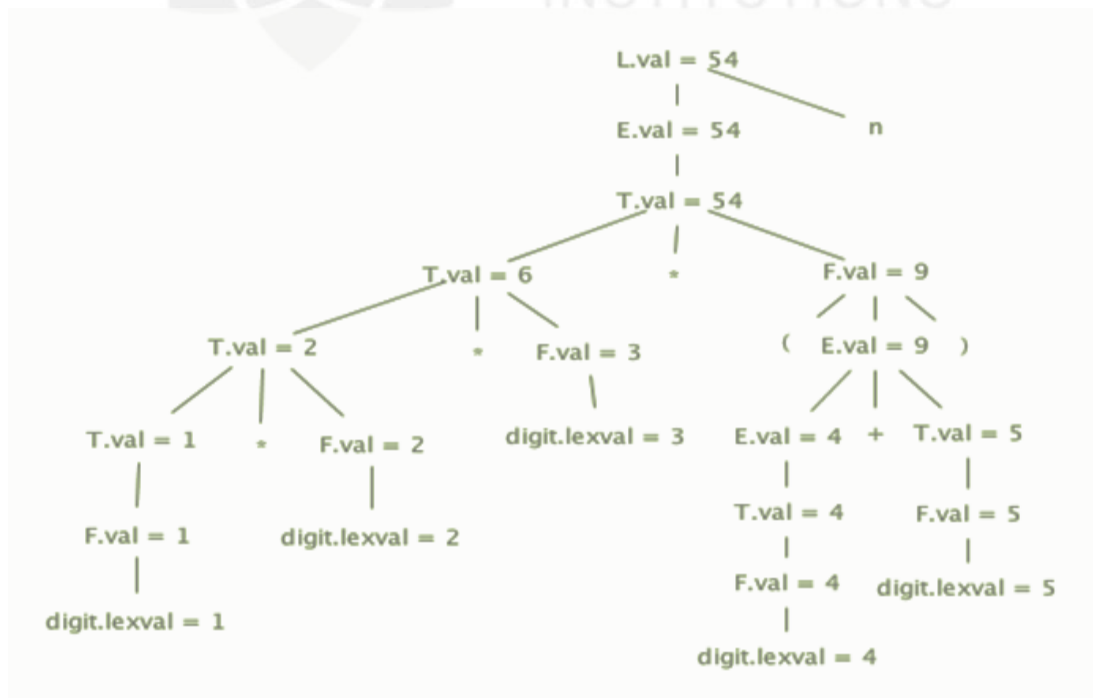 INSTITUTIONS
L.val = 54
n
E.val = 54
T.val = 54
T.val = 6
*
F.val = 9
T.val = 2
*
F.val = 3
( E.val = 9 )
T.val = 1
*
F.val = 2
digit.lexval = 3
E.val = 4 + T.val = 5
F.val = 1
digit.lexval = 2
T.val = 4
F.val = 5
F.val = 4
digit.lexval = 5
digit.lexval = 1
digit.lexval = 4